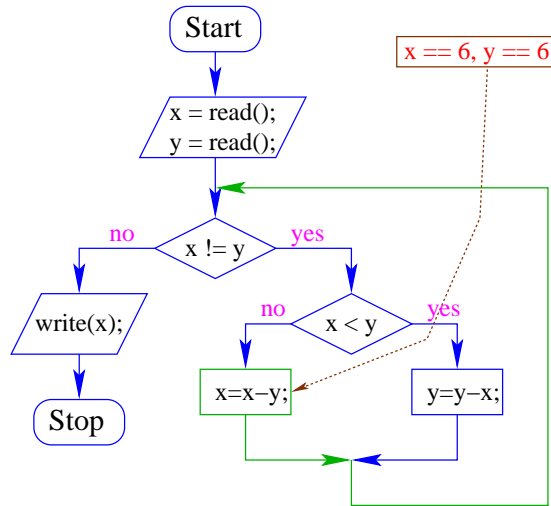 Start
x == 6, y == 6
x = read();
y = read();
no
yes
x != y
no
yes
write(x);
x < y
x=x−y;
y=y−x;
Stop